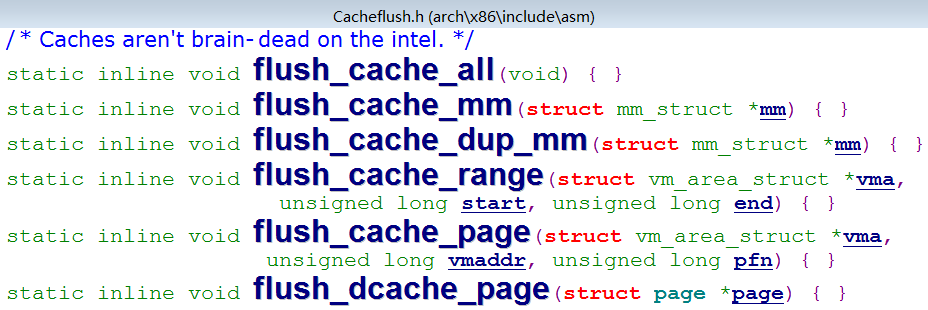 Cacheflush.h (arch\x86\include\asm)
/* Caches aren't brain-dead on the intel. */
static inline void flush_cache_all(void) { }
static inline void flush_cache_mm(struct mm_struct *mm) { }
static inline void flush_cache_dup_mm(struct mm_struct *mm) { }
static inline void flush_cache_range(struct vm_area_struct *vma,
unsigned long start, unsigned long end) { }
static inline void flush_cache_page(struct vm_area_struct *vma,
unsigned long vmaddr, unsigned long pfn) { }
static inline void flush_dcache_page(struct page *page) { }